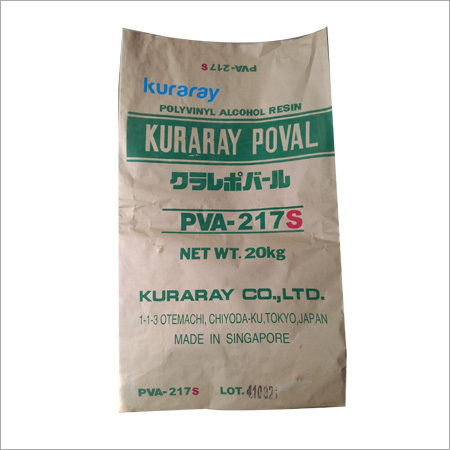 PVA-217S
kuraray
POLYVINYL ALCOHOL RESIN
KURARAY POVAL
クラレポバール
PVA-217S
NET WT. 20kg
KURARAY CO.,LTD.
1-1-3 OTEMACHI, CHIYODA-KU,TOKYO,JAPAN
MADE IN SINGAPORE
PVA-217S LOT.